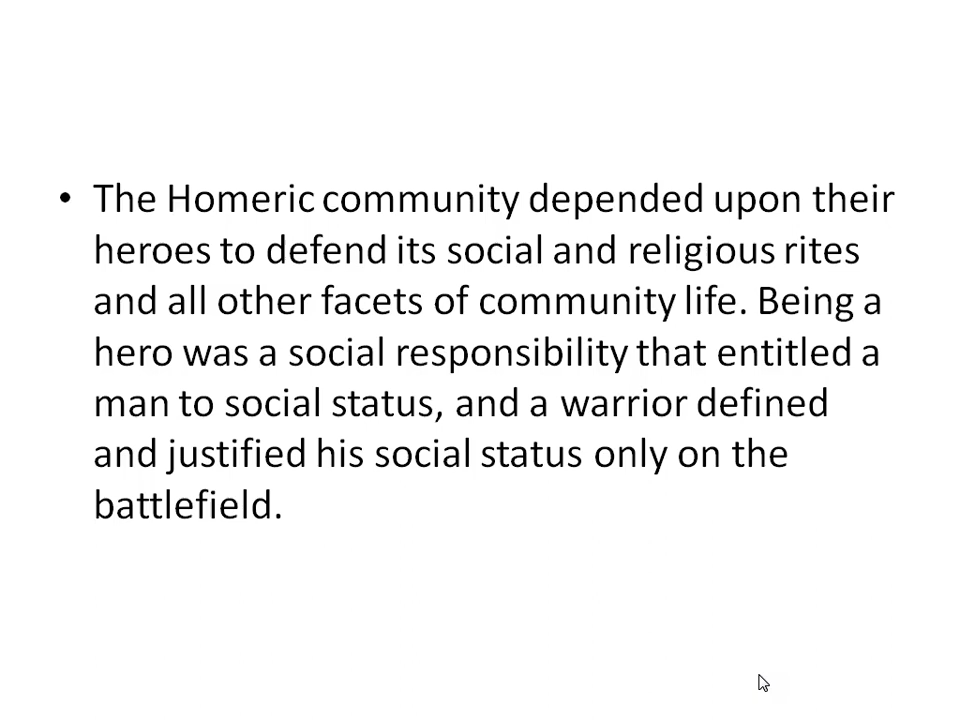 • The Homeric community depended upon their
heroes to defend its social and religious rites
and all other facets of community life. Being a
hero was a social responsibility that entitled a
man to social status, and a warrior defined
and justified his social status only on the
battlefield.